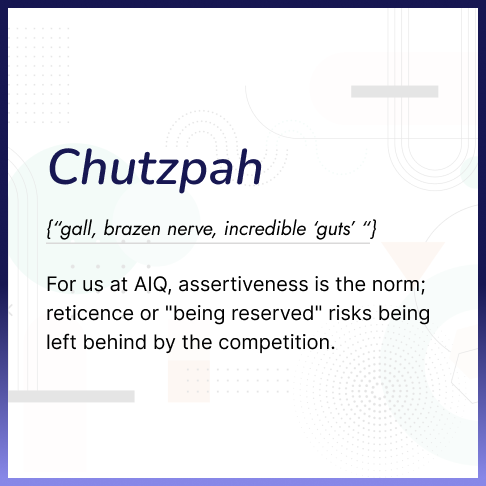 Chutzpah
{“gall, brazen nerve, incredible ‘guts’ “}
For us at AIQ, assertiveness is the norm;
reticence or "being reserved" risks being
left behind by the competition.